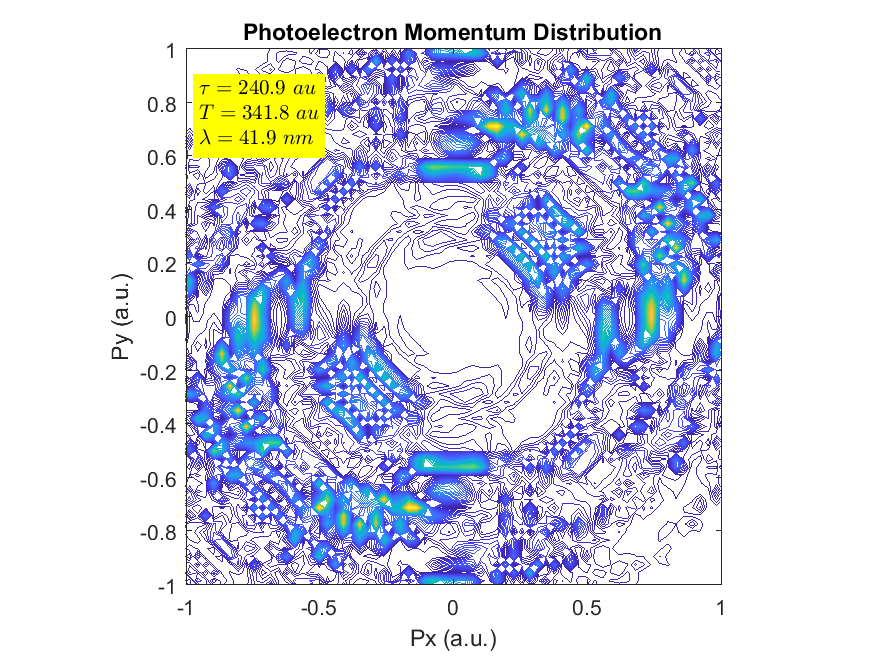 Photoelectron Momentum Distribution
τ = 240.9 au
T = 341.8 au
λ = 41.9 nm
1
0.8
0.6
0.4
0.2
0
-0.2
-0.4
-0.6
-0.8
-1
Py (a.u.)
-1 -0.5 0 0.5 1
Px (a.u.)